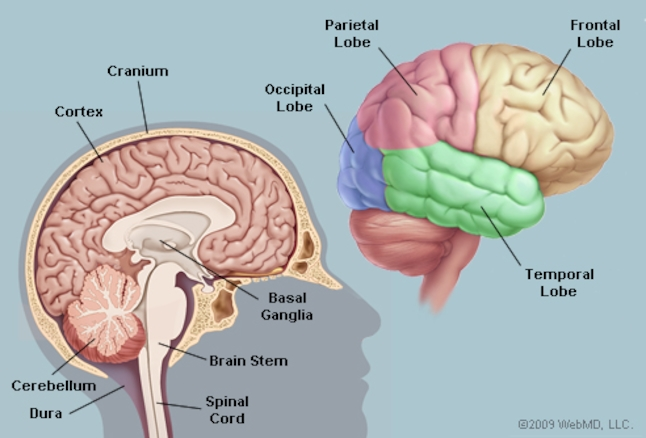 Parietal
Lobe
Frontal
Lobe
Cranium
Occipital
Lobe
Cortex
Temporal
Lobe
Basal
Ganglia
Brain Stem
Cerebellum
Dura
Spinal
Cord
©2009 WebMD, LLC.